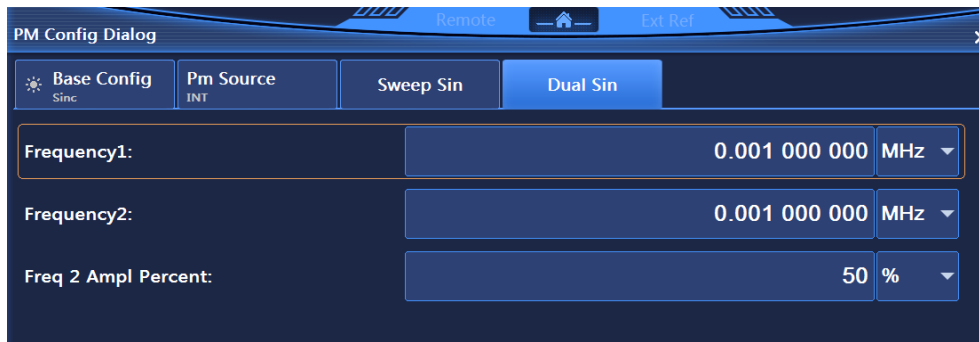 Remote Ext Ref
PM Config Dialog
Base Config Pm Source Sweep Sin Dual Sin
Sinc INT
Frequency1: 0.001 000 000 MHz
Frequency2: 0.001 000 000 MHz
Freq 2 Ampl Percent: 50 %